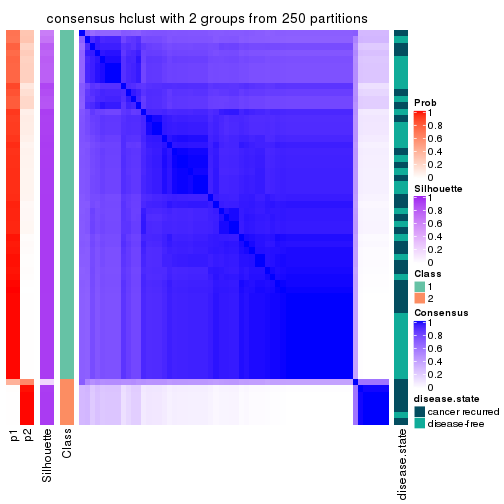 consensus hclust with 2 groups from 250 partitions
Prob
1
0.8
0.6
0.4
0.2
0
Silhouette
1
0.8
0.6
0.4
0.2
0
Class
1
2
Consensus
1
0.8
0.6
0.4
0.2
0
disease.state
cancer recurred
disease-free
p1
p2
Silhouette
Class
disease.state